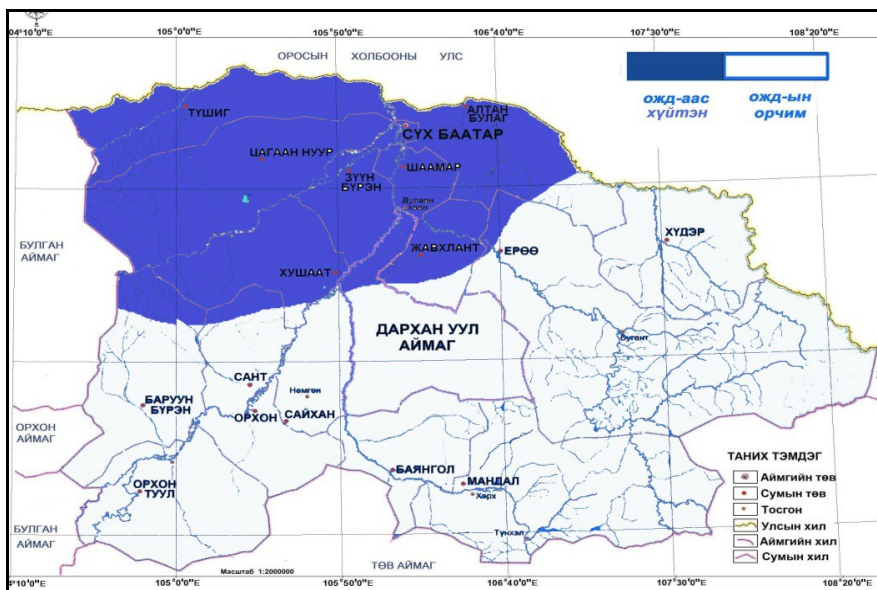 S
04°10'0"E
105°0'0"E
105°50'0"E
106°40'0"E
107°30'0"E
108°20'0"E
ОРОСЫН ХОЛБООНЫ УЛС
ождаас
хүйтэн
ожд-ын
орчим
ТҮШИГ
АЛТАН
БУЛАГ
СҮХ БААТАР
ЦАГААН НУУР
ЗҮҮН
БҮРЭН
ШААМАР
Дулаан
хаан
БУЛГАН
АЙМАГ
ХУШААТ
ЖАВХЛАНТ
ЕРӨӨ
ХҮДЭР
ДАРХАН УУЛ
АЙМАГ
Бугант
САНТ
Номгон
БАРУУН
БҮРЭН
ОРХОН
САЙХАН
ОРХОН
АЙМАГ
БАЯНГОЛ
МАНДАЛ
Хэрх
ОРХОН
ТУУЛ
Түнхэл
БУЛГАН
АЙМАГ
ТАНИХ ТЭМДЭГ
Аймгийн төв
Сумын төв
Тосгон
Улсын хил
Аймгийн хил
Сумын хил
Масштаб 1:2000000
ТӨВ АЙМАГ
04°10'0"E
105°0'0"E
105°50'0"E
106°40'0"E
107°30'0"E
108°20'0"E